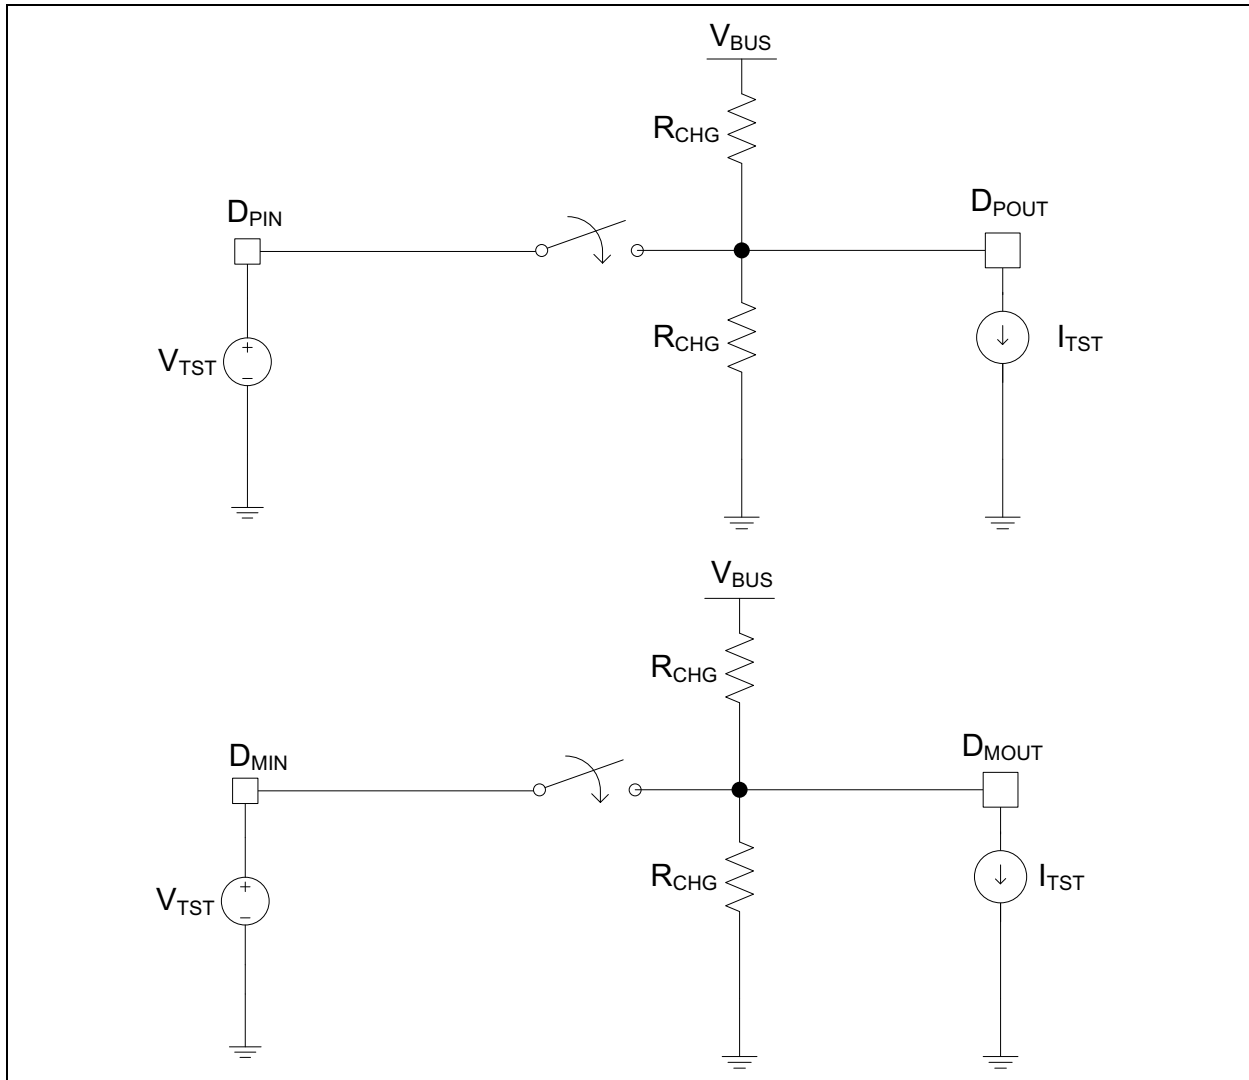 VBUS
RCHG
DPIN
DPOUT
RCHG
ITST
VTST
+
–
VBUS
RCHG
DMIN
DMOUT
RCHG
ITST
VTST
+
–